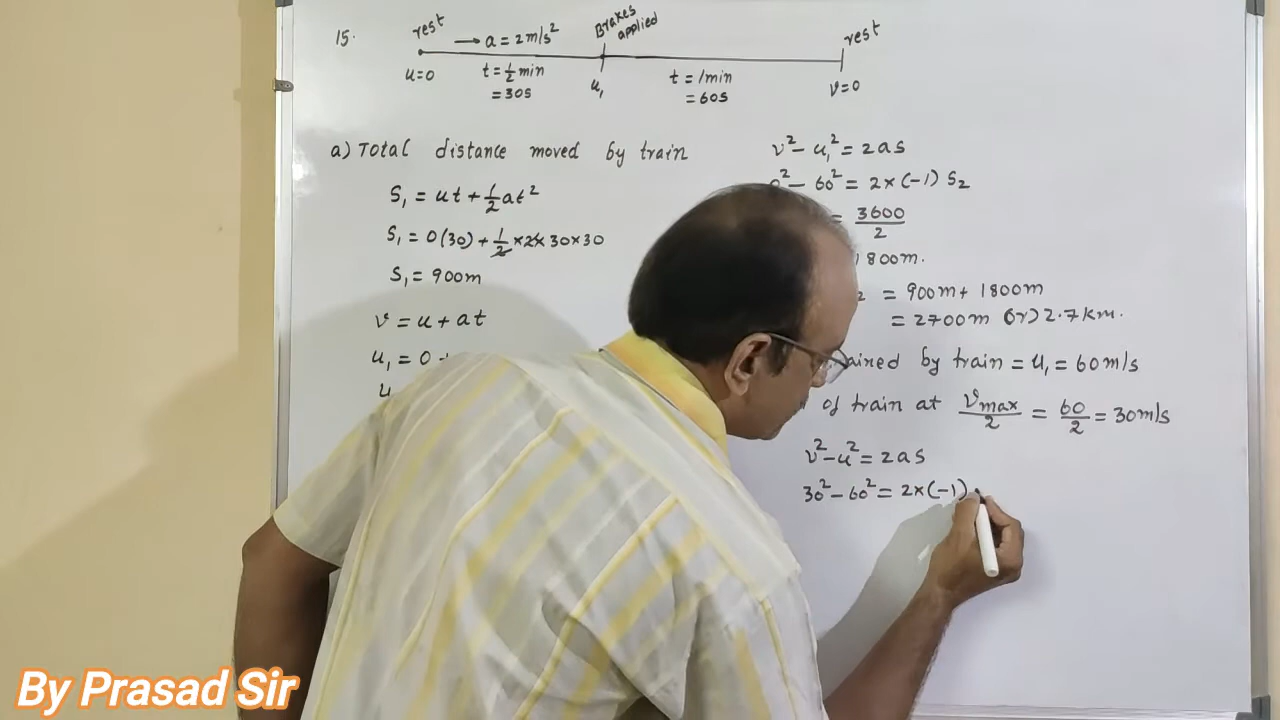 15.
rest
→ a = 2m/s²
Brakes applied
rest
u=0
t = 1/2 min
= 30s
u₁
t = 1min
= 60s
v=0
a) Total distance moved by train
S₁ = ut + 1/2 at²
S₁ = 0(30) + 1/2 × 2 × 30×30
S₁ = 900m
v = u + at
u₁ = 0
u
v² - u₁² = 2as
- 60² = 2×(-1) S₂
= 3600/2
1800m.
= 900m + 1800m
= 2700m (or) 2.7km.
by train = u₁ = 60m/s
of train at vmax/2 = 60/2 = 30m/s
v² - u² = 2as
30² - 60² = 2×(-1)
By Prasad Sir